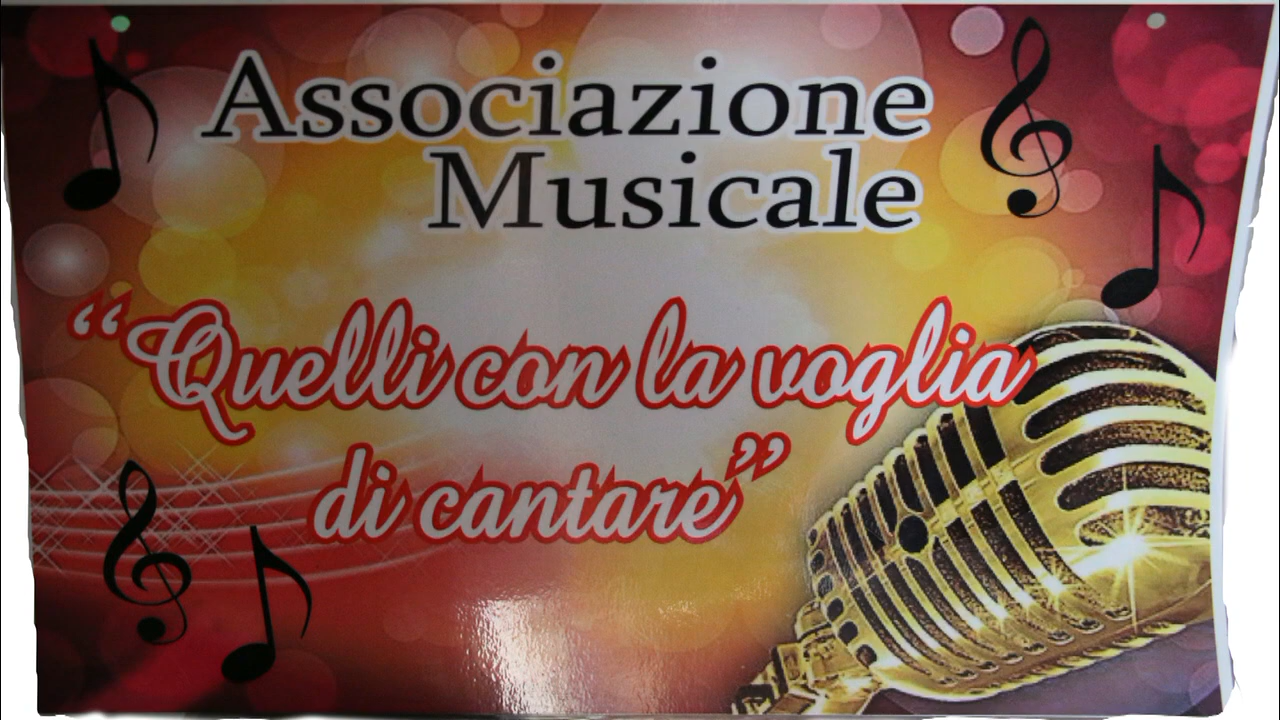 Associazione
Musicale
“Quelli con la voglia
di cantare”